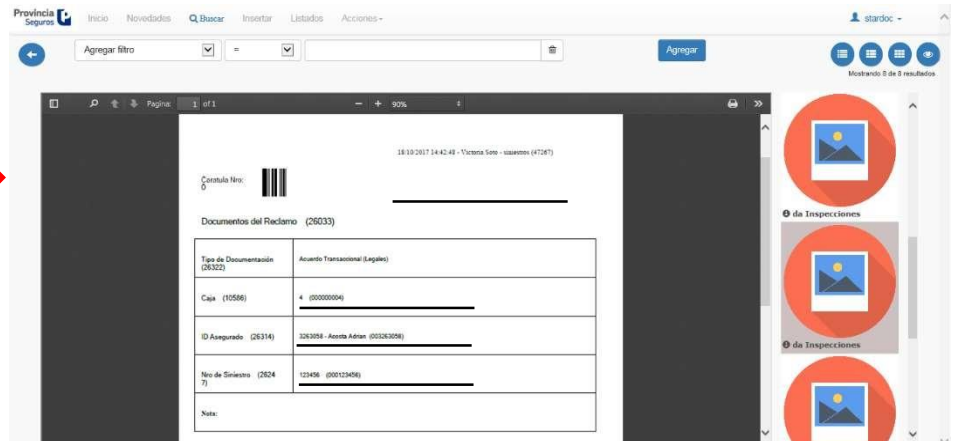 Provincia
Seguros
Inicio Novedades Buscar Insertar Listados Acciones
stardoc
Agregar filtro = Agregar
Mostrando 8 de 8 resultados
Pagina: 1 of 1 90%
18/10/2017 14:42:48 - Victoria Soto - siniestros (47267)
Caratula Nro:
0
Documentos del Reclamo (26033)
Tipo de Documentación
(26322)
Acuerdo Transaccional (Legales)
Caja (10586)
4 (000000004)
ID Asegurado (26314)
3263058 - Acosta Adrian (003263058)
Nro de Siniestro (2624
7)
123456 (000123456)
Nota:
da Inspecciones
da Inspecciones